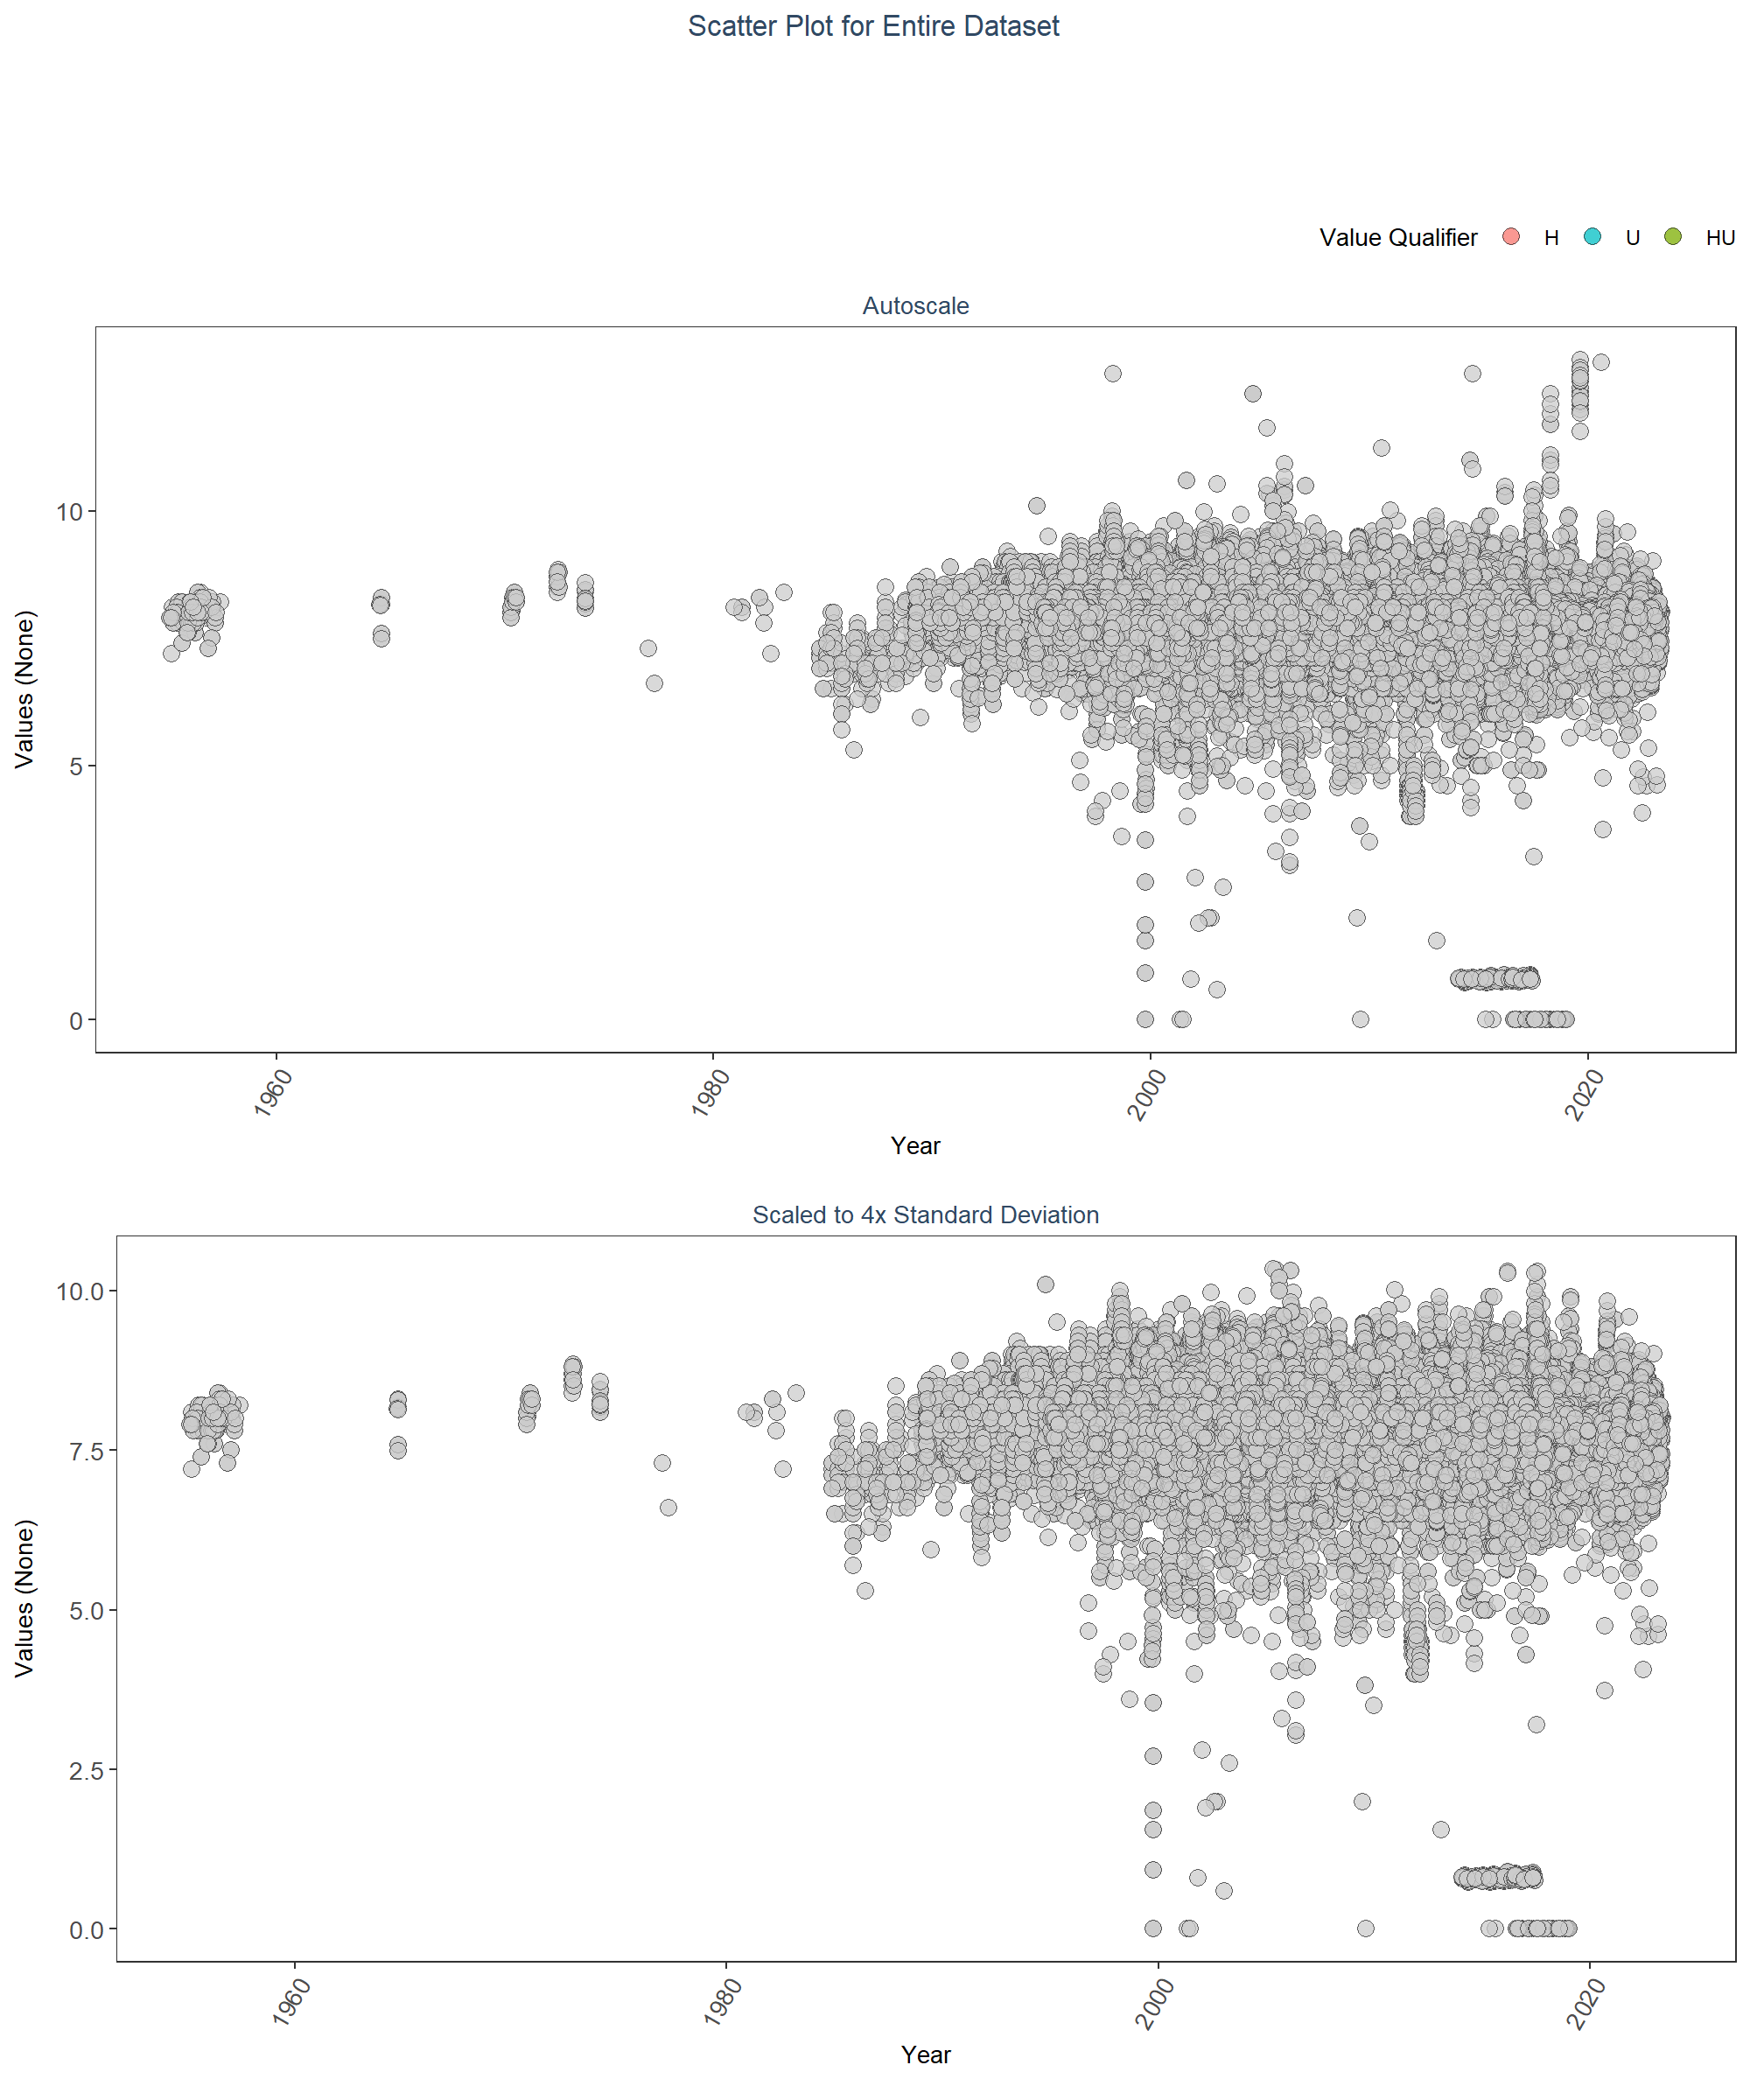 Scatter Plot for Entire Dataset
Value Qualifier H U HU
Autoscale
10
5
0
Values (None)
1960 1980 2000 2020
Year
Scaled to 4x Standard Deviation
10.0
7.5
5.0
2.5
0.0
Values (None)
1960 1980 2000 2020
Year